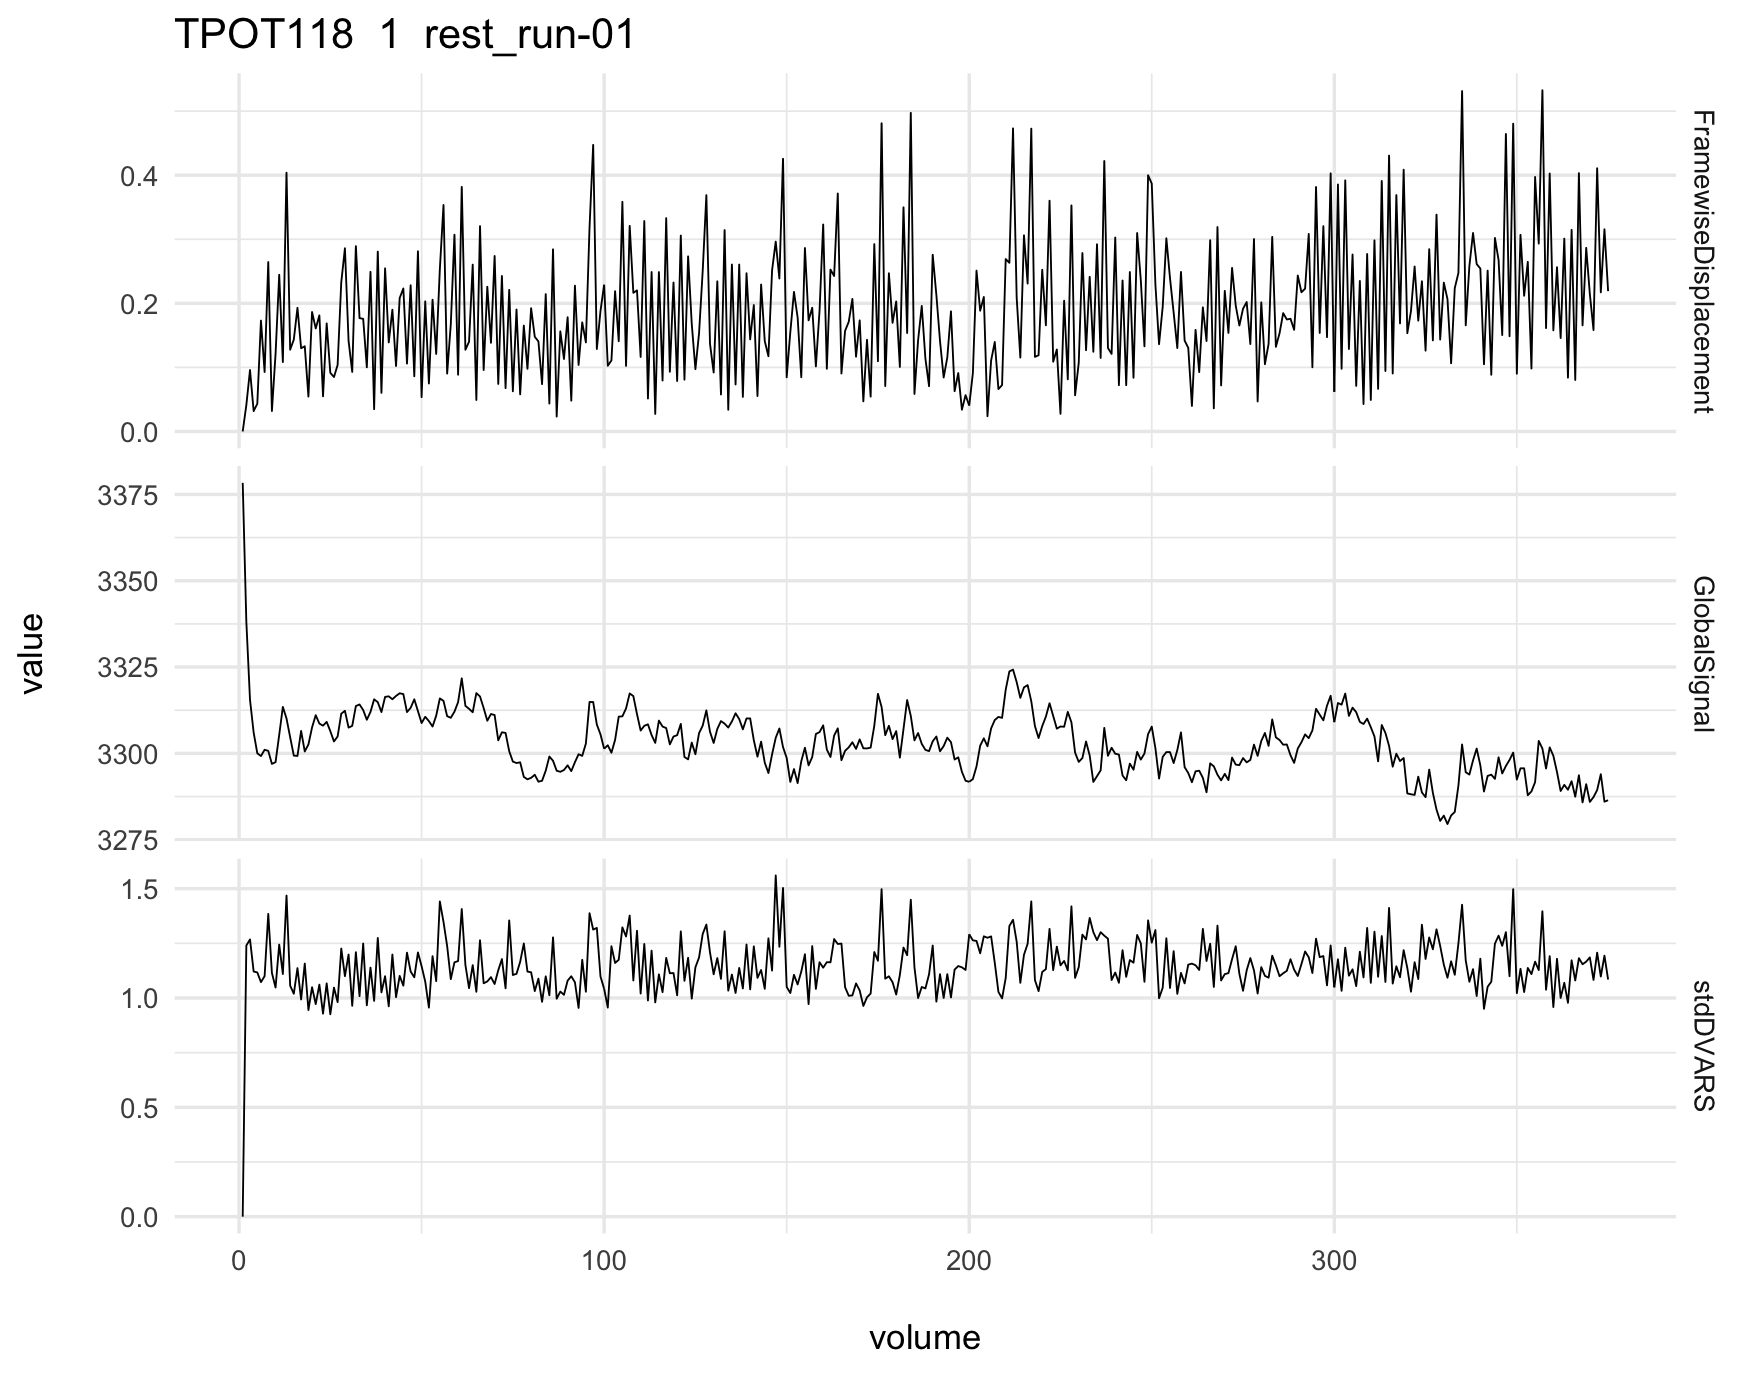 TPOT118 1 rest_run-01
value
0.4
0.2
0.0
FramewiseDisplacement
3375
3350
3325
3300
3275
GlobalSignal
1.5
1.0
0.5
0.0
stdDVARS
0 100 200 300
volume